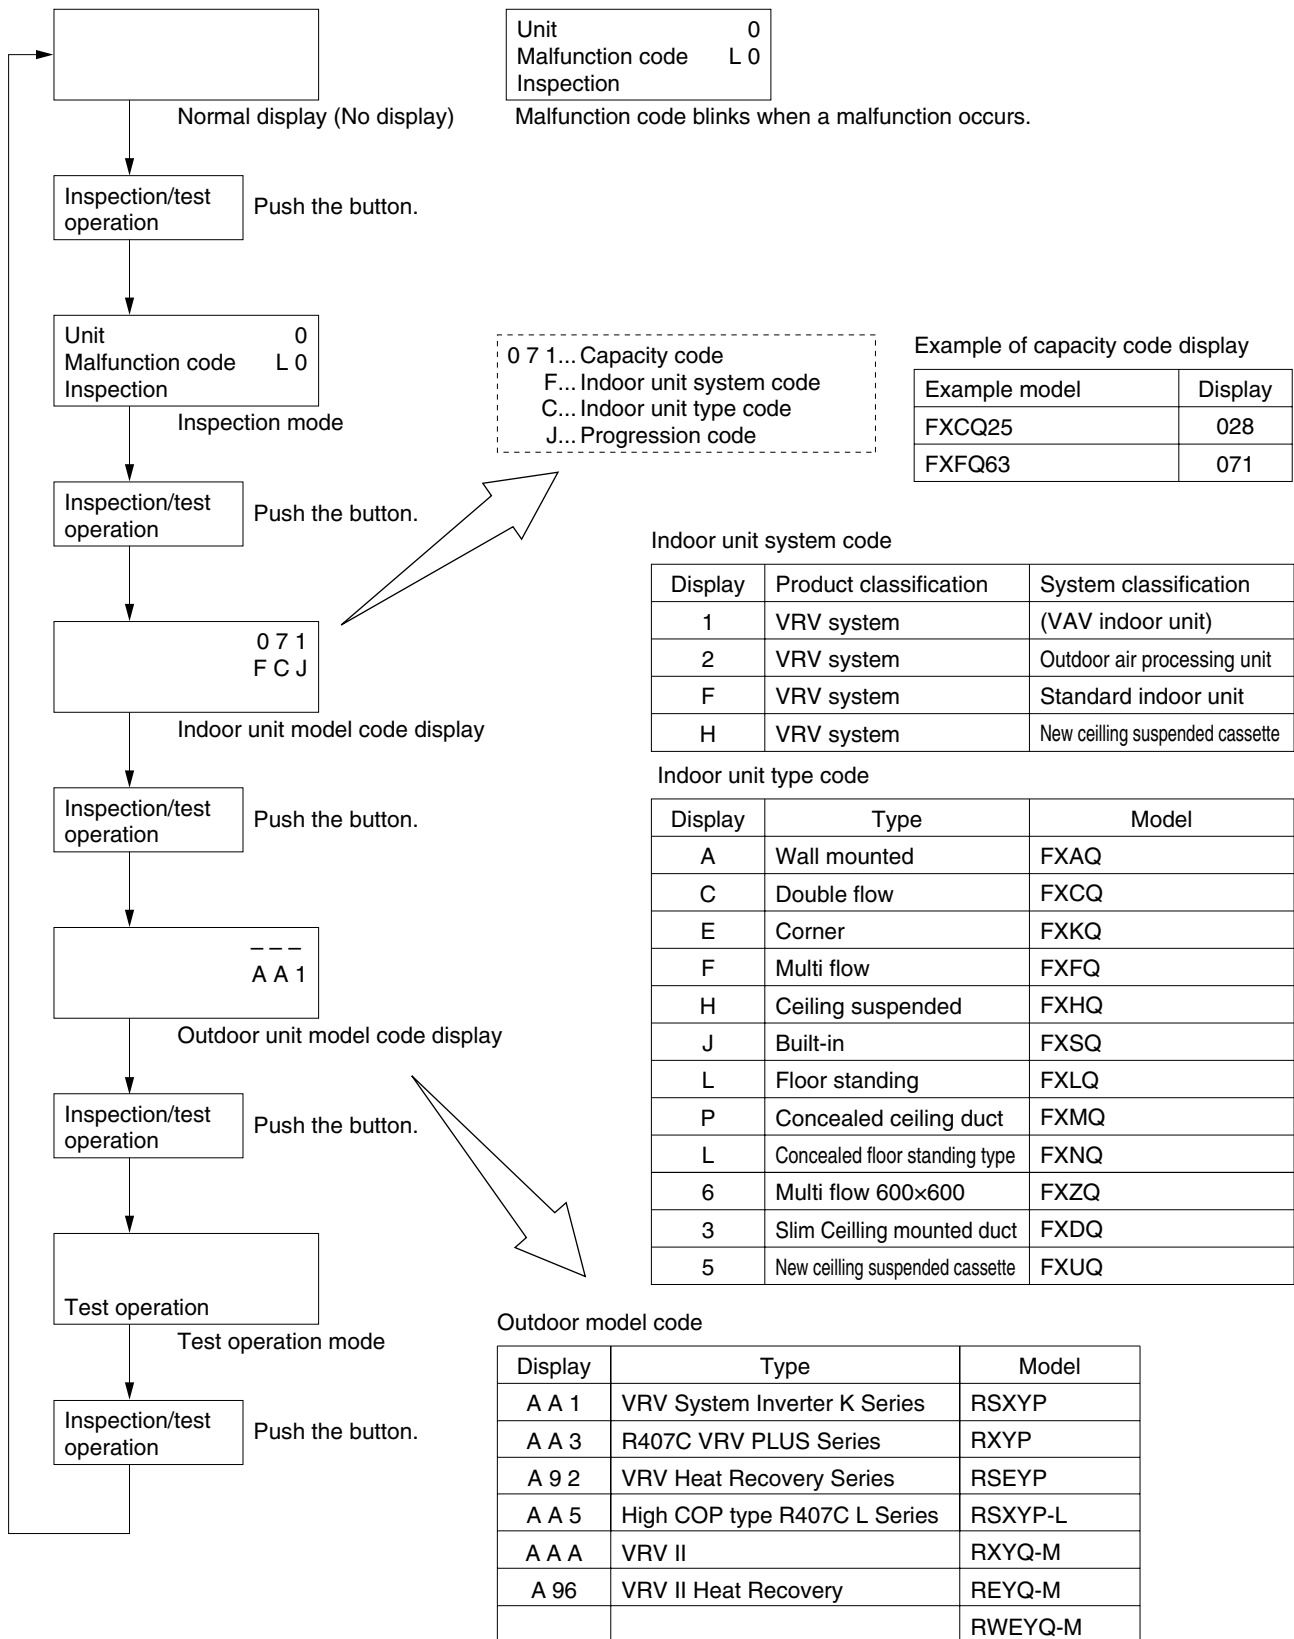 Unit 0
Malfunction code L 0
Inspection
Normal display (No display)
Malfunction code blinks when a malfunction occurs.
Inspection/test
operation
Push the button.
Unit 0
Malfunction code L 0
Inspection
Inspection mode
Inspection/test
operation
Push the button.
0 7 1
F C J
Indoor unit model code display
Inspection/test
operation
Push the button.
– – –
A A 1
Outdoor unit model code display
Inspection/test
operation
Push the button.
Test operation
Test operation mode
Inspection/test
operation
Push the button.
0 7 1... Capacity code
F... Indoor unit system code
C... Indoor unit type code
J... Progression code
Example of capacity code display
Example model Display
FXCQ25 028
FXFQ63 071
Indoor unit system code
Display Product classification System classification
1 VRV system (VAV indoor unit)
2 VRV system Outdoor air processing unit
F VRV system Standard indoor unit
H VRV system New ceilling suspended cassette
Indoor unit type code
Display Type Model
A Wall mounted FXAQ
C Double flow FXCQ
E Corner FXKQ
F Multi flow FXFQ
H Ceiling suspended FXHQ
J Built-in FXSQ
L Floor standing FXLQ
P Concealed ceiling duct FXMQ
L Concealed floor standing type FXNQ
6 Multi flow 600×600 FXZQ
3 Slim Ceilling mounted duct FXDQ
5 New ceilling suspended cassette FXUQ
Outdoor model code
Display Type Model
A A 1 VRV System Inverter K Series RSXYP
A A 3 R407C VRV PLUS Series RXYP
A 9 2 VRV Heat Recovery Series RSEYP
A A 5 High COP type R407C L Series RSXYP-L
A A A VRV II RXYQ-M
A 96 VRV II Heat Recovery REYQ-M
RWEYQ-M